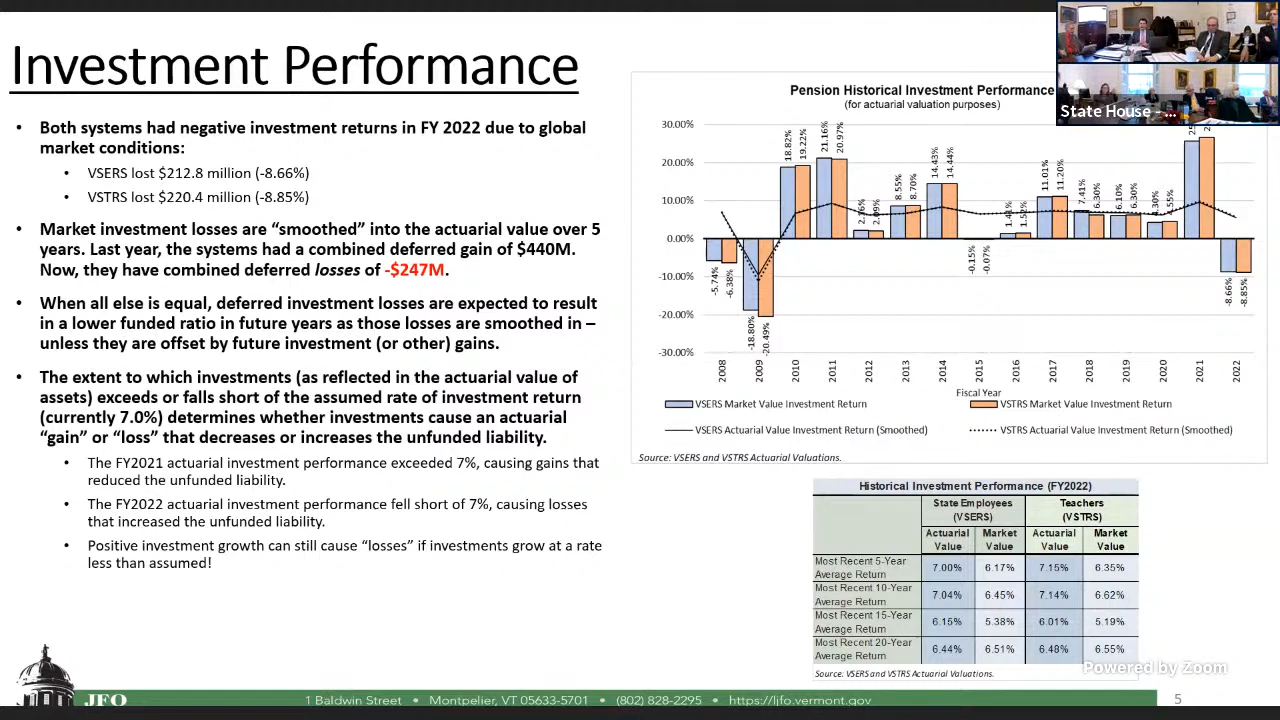 Investment Performance
• Both systems had negative investment returns in FY 2022 due to global
market conditions:
• VSERS lost $212.8 million (-8.66%)
• VSTRS lost $220.4 million (-8.85%)
• Market investment losses are “smoothed” into the actuarial value over 5
years. Last year, the systems had a combined deferred gain of $440M.
Now, they have combined deferred losses of -$247M.
• When all else is equal, deferred investment losses are expected to result
in a lower funded ratio in future years as those losses are smoothed in –
unless they are offset by future investment (or other) gains.
• The extent to which investments (as reflected in the actuarial value of
assets) exceeds or falls short of the assumed rate of investment return
(currently 7.0%) determines whether investments cause an actuarial
“gain” or “loss” that decreases or increases the unfunded liability.
• The FY2021 actuarial investment performance exceeded 7%, causing gains that
reduced the unfunded liability.
• The FY2022 actuarial investment performance fell short of 7%, causing losses
that increased the unfunded liability.
• Positive investment growth can still cause “losses” if investments grow at a rate
less than assumed!
Pension Historical Investment Performance
(for actuarial valuation purposes)
State House - ...
30.00%
20.00%
10.00%
0.00%
-10.00%
-20.00%
-30.00%
-5.74% -6.38% -18.80% -20.49% 18.82% 19.22% 21.16% 20.97% 2.09% 8.55% 8.70% 14.43% 14.44% -0.15% -0.07% 11.01% 11.20% 7.41% 6.30% 6.10% 6.30% 4.30% -8.66% -8.85%
2008 2009 2010 2011 2012 2013 2014 2015 2016 2017 2018 2019 2020 2021 2022
Fiscal Year
VSERS Market Value Investment Return VSTRS Market Value Investment Return
VSERS Actuarial Value Investment Return (Smoothed) VSTRS Actuarial Value Investment Return (Smoothed)
Source: VSERS and VSTRS Actuarial Valuations.
Historical Investment Performance (FY2022)
State Employees Teachers
(VSERS) (VSTRS)
Actuarial Market Actuarial Market
Value Value Value Value
Most Recent 5-Year
Average Return 7.00% 6.17% 7.15% 6.35%
Most Recent 10-Year
Average Return 7.04% 6.45% 7.14% 6.62%
Most Recent 15-Year
Average Return 6.15% 5.38% 6.01% 5.19%
Most Recent 20-Year
Average Return 6.44% 6.51% 6.48% 6.55%
Source: VSERS and VSTRS Actuarial Valuations.
Powered by Zoom
JFO 1 Baldwin Street • Montpelier, VT 05633-5701 • (802) 828-2295 • https://ljfo.vermont.gov 5